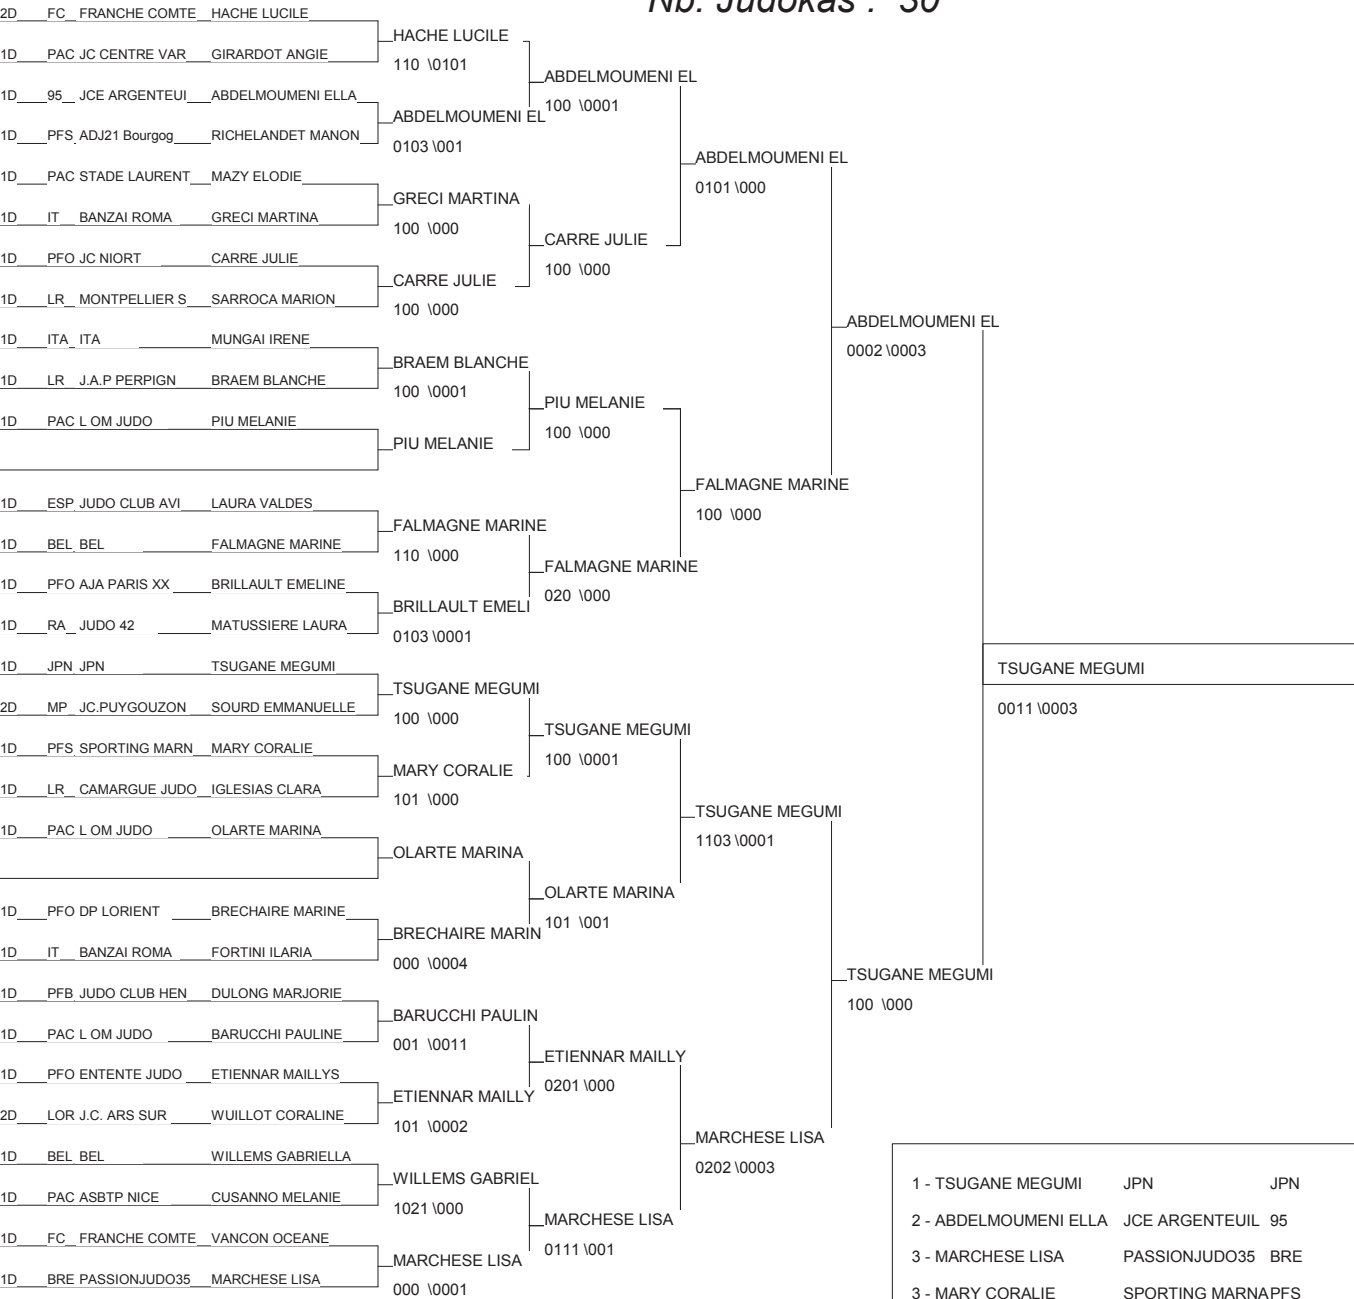 Nb. Judokas : 30
2D FC FRANCHE COMTE HACHE LUCILE
1D PAC JC CENTRE VAR GIRARDOT ANGIE
1D 95 JCE ARGENTEUI ABDELMOUMENI ELLA
1D PFS ADJ21 Bourgog RICHELANDET MANON
1D PAC STADE LAURENT MAZY ELODIE
1D IT BANZAI ROMA GRECI MARTINA
1D PFO JC NIORT CARRE JULIE
1D LR MONTPELLIER S SARROCA MARION
1D ITA ITA MUNGAI IRENE
1D LR J.A.P PERPIGN BRAEM BLANCHE
1D PAC L OM JUDO PIU MELANIE
1D ESP JUDO CLUB AVI LAURA VALDES
1D BEL BEL FALMAGNE MARINE
1D PFO AJA PARIS XX BRILLAULT EMELINE
1D RA JUDO 42 MATUSSIERE LAURA
1D JPN JPN TSUGANE MEGUMI
2D MP JC.PUYGOUZON SOURD EMMANUELLE
1D PFS SPORTING MARN MARY CORALIE
1D LR CAMARGUE JUDO IGLESIAS CLARA
1D PAC L OM JUDO OLARTE MARINA
1D PFO DP LORIENT BRECHAIRE MARINE
1D IT BANZAI ROMA FORTINI ILARIA
1D PFB JUDO CLUB HEN DULONG MARJORIE
1D PAC L OM JUDO BARUCCHI PAULINE
1D PFO ENTENTE JUDO ETIENNAR MAILLYS
2D LOR J.C. ARS SUR WUILLOT CORALINE
1D BEL BEL WILLEMS GABRIELLA
1D PAC ASBTP NICE CUSANNO MELANIE
1D FC FRANCHE COMTE VANCON OCEANE
1D BRE PASSIONJUDO35 MARCHESE LISA
HACHE LUCILE
110 \0101
ABDELMOUMENI EL
0103 \001
GRECI MARTINA
100 \000
CARRE JULIE
100 \000
BRAEM BLANCHE
100 \0001
PIU MELANIE
FALMAGNE MARINE
110 \000
BRILLAULT EMELI
0103 \0001
TSUGANE MEGUMI
100 \000
MARY CORALIE
101 \000
OLARTE MARINA
BRECHAIRE MARIN
000 \0004
BARUCCHI PAULIN
001 \0011
ETIENNAR MAILLY
101 \0002
WILLEMS GABRIEL
1021 \000
MARCHESE LISA
000 \0001
ABDELMOUMENI EL
100 \0001
CARRE JULIE
100 \000
PIU MELANIE
100 \000
FALMAGNE MARINE
020 \000
TSUGANE MEGUMI
100 \0001
OLARTE MARINA
101 \001
ETIENNAR MAILLY
0201 \000
MARCHESE LISA
0111 \001
ABDELMOUMENI EL
0101 \000
FALMAGNE MARINE
100 \000
TSUGANE MEGUMI
1103 \0001
MARCHESE LISA
0202 \0003
ABDELMOUMENI EL
0002 \0003
TSUGANE MEGUMI
100 \000
TSUGANE MEGUMI
0011 \0003
1 - TSUGANE MEGUMI JPN JPN
2 - ABDELMOUMENI ELLA JCE ARGENTEUIL 95
3 - MARCHESE LISA PASSIONJUDO35 BRE
3 - MARY CORALIE SPORTING MARNA PFS